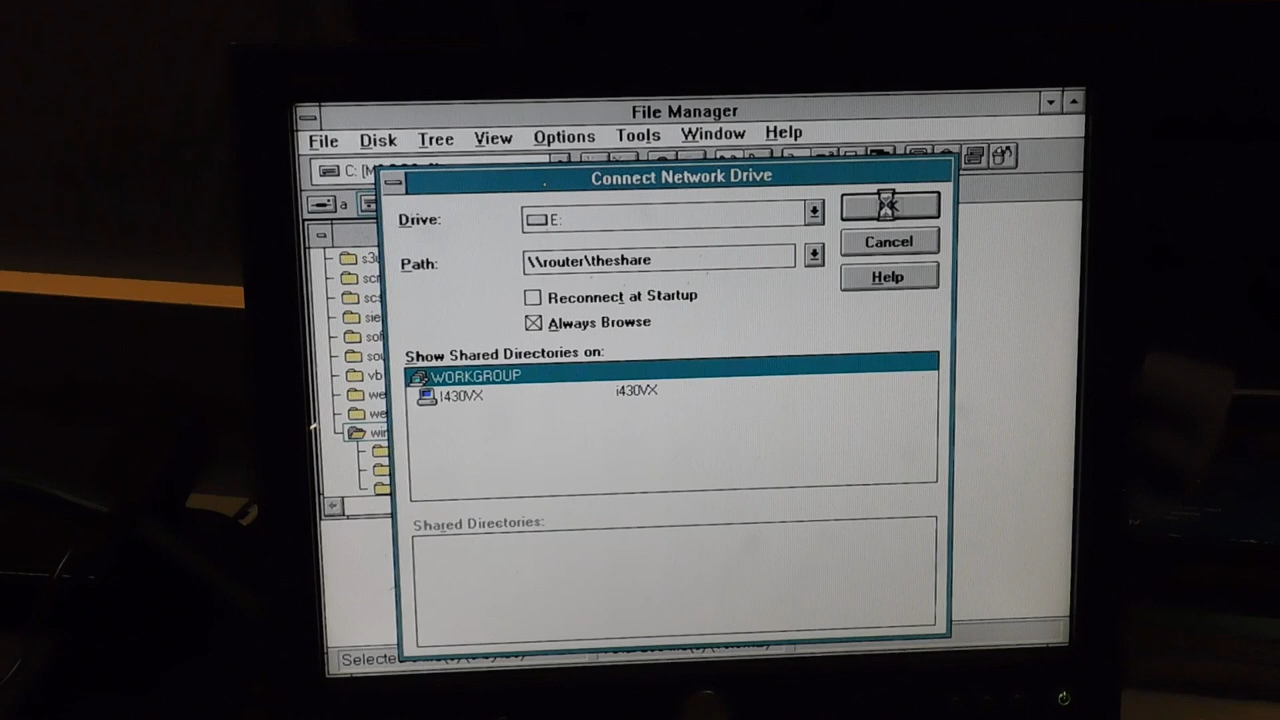 File Manager
File Disk Tree View Options Tools Window Help
C:
a
Connect Network Drive
Drive: E:
Cancel
Path: \\router\theshare
Help
Reconnect at Startup
Always Browse
Show Shared Directories on:
WORKGROUP
I430VX i430VX
Shared Directories:
vb